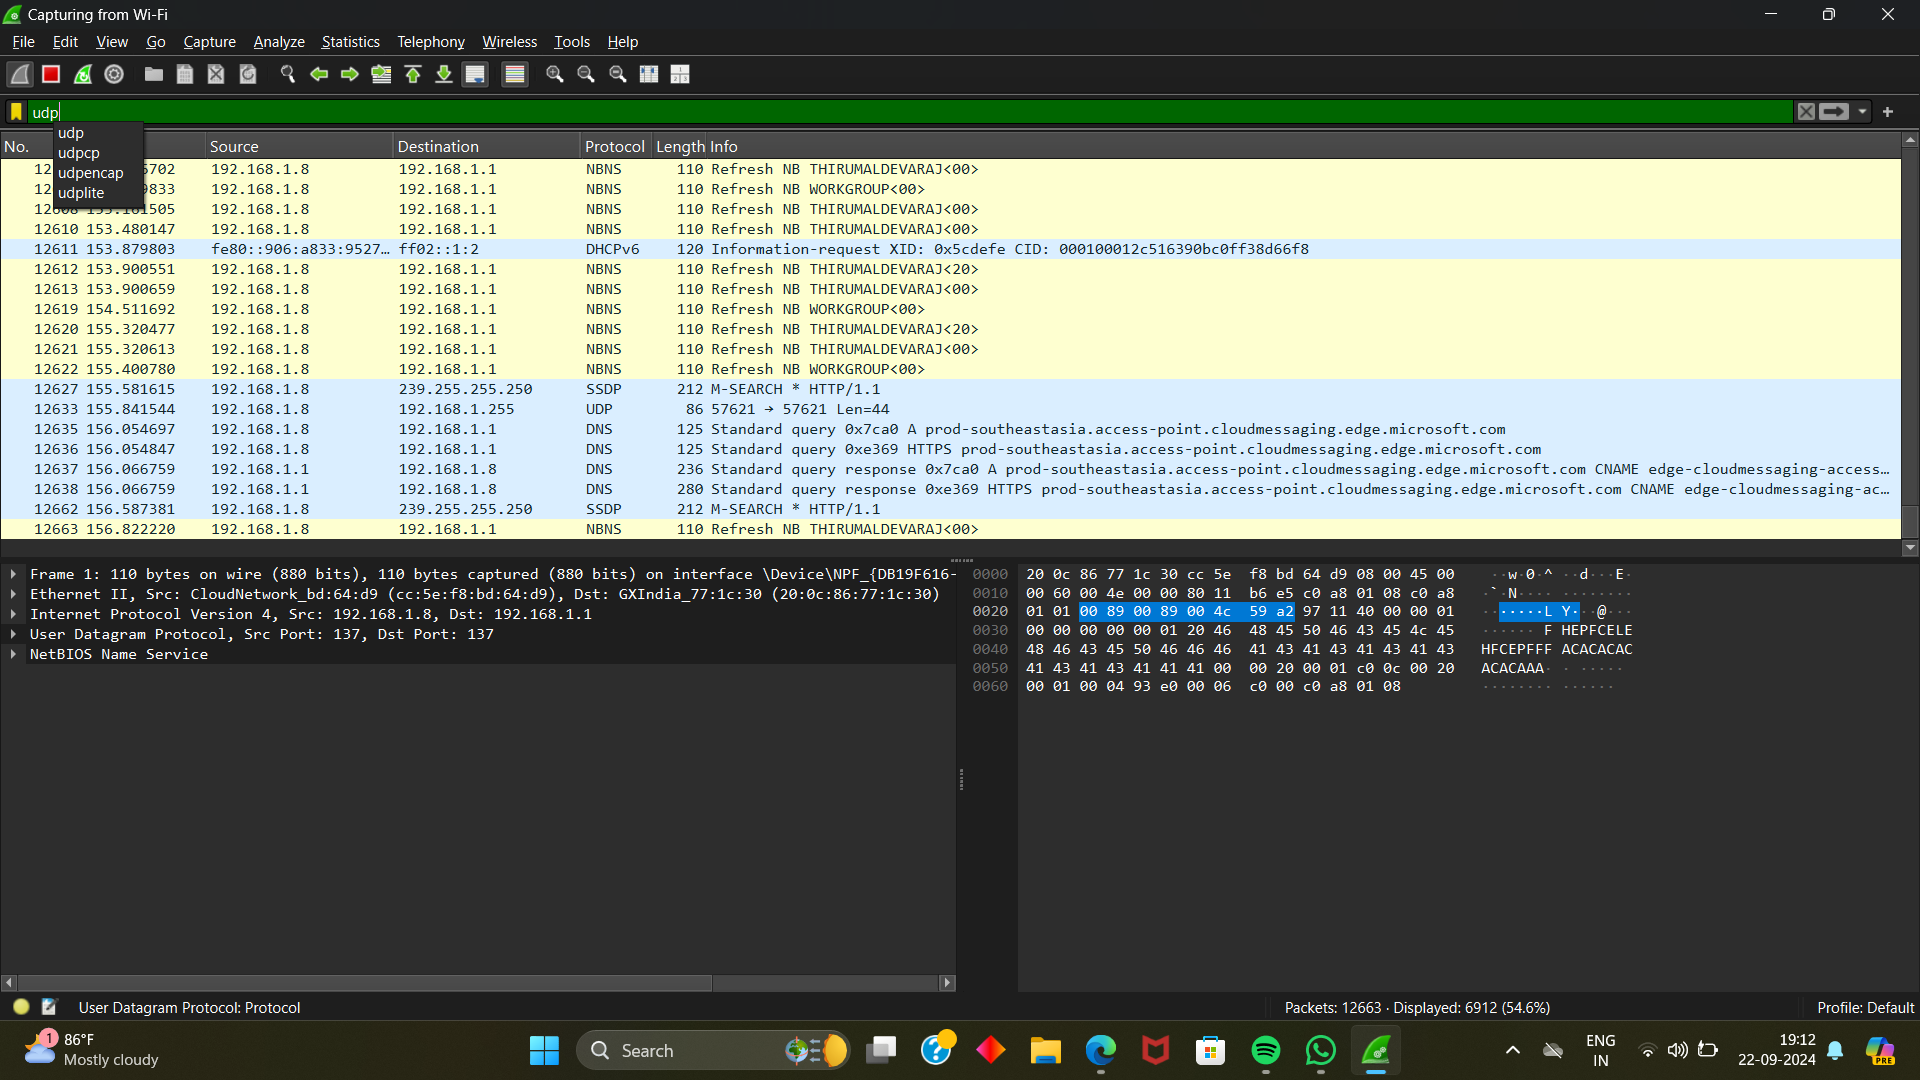 Capturing from Wi-Fi
File Edit View Go Capture Analyze Statistics Telephony Wireless Tools Help
udp
udp
udpcp
udpencap
udplite
No. Source Destination Protocol Length Info
192.168.1.8 192.168.1.1 NBNS 110 Refresh NB THIRUMALDEVARAJ<00>
192.168.1.8 192.168.1.1 NBNS 110 Refresh NB WORKGROUP<00>
192.168.1.8 192.168.1.1 NBNS 110 Refresh NB THIRUMALDEVARAJ<00>
12610 153.480147 192.168.1.8 192.168.1.1 NBNS 110 Refresh NB THIRUMALDEVARAJ<00>
12611 153.879803 fe80::906:a833:9527… ff02::1:2 DHCPv6 120 Information-request XID: 0x5cdefe CID: 000100012c516390bc0ff38d66f8
12612 153.900551 192.168.1.8 192.168.1.1 NBNS 110 Refresh NB THIRUMALDEVARAJ<20>
12613 153.900659 192.168.1.8 192.168.1.1 NBNS 110 Refresh NB THIRUMALDEVARAJ<00>
12619 154.511692 192.168.1.8 192.168.1.1 NBNS 110 Refresh NB WORKGROUP<00>
12620 155.320477 192.168.1.8 192.168.1.1 NBNS 110 Refresh NB THIRUMALDEVARAJ<20>
12621 155.320613 192.168.1.8 192.168.1.1 NBNS 110 Refresh NB THIRUMALDEVARAJ<00>
12622 155.400780 192.168.1.8 192.168.1.1 NBNS 110 Refresh NB WORKGROUP<00>
12627 155.581615 192.168.1.8 239.255.255.250 SSDP 212 M-SEARCH * HTTP/1.1
12633 155.841544 192.168.1.8 192.168.1.255 UDP 86 57621 → 57621 Len=44
12635 156.054697 192.168.1.8 192.168.1.1 DNS 125 Standard query 0x7ca0 A prod-southeastasia.access-point.cloudmessaging.edge.microsoft.com
12636 156.054847 192.168.1.8 192.168.1.1 DNS 125 Standard query 0xe369 HTTPS prod-southeastasia.access-point.cloudmessaging.edge.microsoft.com
12637 156.066759 192.168.1.1 192.168.1.8 DNS 236 Standard query response 0x7ca0 A prod-southeastasia.access-point.cloudmessaging.edge.microsoft.com CNAME edge-cloudmessaging-access…
12638 156.066759 192.168.1.1 192.168.1.8 DNS 280 Standard query response 0xe369 HTTPS prod-southeastasia.access-point.cloudmessaging.edge.microsoft.com CNAME edge-cloudmessaging-ac…
12662 156.587381 192.168.1.8 239.255.255.250 SSDP 212 M-SEARCH * HTTP/1.1
12663 156.822220 192.168.1.8 192.168.1.1 NBNS 110 Refresh NB THIRUMALDEVARAJ<00>
Frame 1: 110 bytes on wire (880 bits), 110 bytes captured (880 bits) on interface \Device\NPF_{DB19F616-
Ethernet II, Src: CloudNetwork_bd:64:d9 (cc:5e:f8:bd:64:d9), Dst: GXIndia_77:1c:30 (20:0c:86:77:1c:30)
Internet Protocol Version 4, Src: 192.168.1.8, Dst: 192.168.1.1
User Datagram Protocol, Src Port: 137, Dst Port: 137
NetBIOS Name Service
0000 20 0c 86 77 1c 30 cc 5e f8 bd 64 d9 08 00 45 00 ··w·0·^ ··d···E·
0010 00 60 00 4e 00 00 80 11 b6 e5 c0 a8 01 08 c0 a8 ·`·N···· ········
0020 01 01 00 89 00 89 00 4c 59 a2 97 11 40 00 00 01 ·······L Y···@···
0030 00 00 00 00 00 01 20 46 48 45 50 46 43 45 4c 45 ······ F HEPFCELE
0040 48 46 43 45 50 46 46 46 41 43 41 43 41 43 41 43 HFCEPFFF ACACACAC
0050 41 43 41 43 41 41 41 00 00 20 00 01 c0 0c 00 20 ACACAAA· · ·····
0060 00 01 00 04 93 e0 00 06 c0 00 c0 a8 01 08 ········ ······
User Datagram Protocol: Protocol
Packets: 12663 · Displayed: 6912 (54.6%)
Profile: Default
1
86°F
Mostly cloudy
Search
ENG
IN
19:12
22-09-2024
PRE